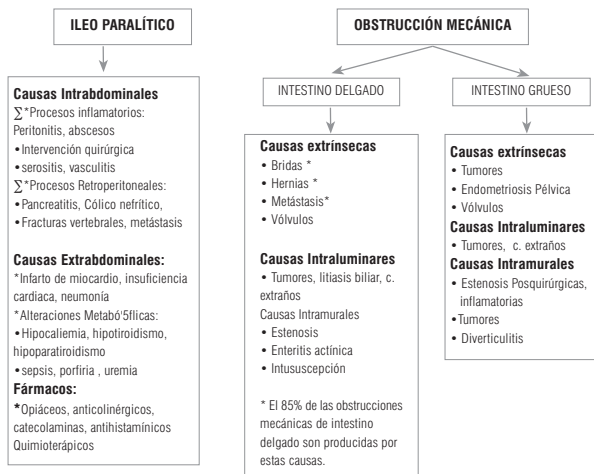 ILEO PARALÍTICO
Causas Intrabdominales
∑*Procesos inflamatorios:
Peritonitis, abscesos
•Intervención quirúrgica
•serositis, vasculitis
∑*Procesos Retroperitoneales:
•Pancreatitis, Cólico nefrítico,
•Fracturas vertebrales, metástasis
Causas Extrabdominales:
*Infarto de miocardio, insuficiencia
cardiaca, neumonía
*Alteraciones Metabó'5flicas:
•Hipocaliemia, hipotiroidismo,
hipoparatiroidismo
•sepsis, porfiria , uremia
Fármacos:
*Opiáceos, anticolinérgicos,
catecolaminas, antihistamínicos
Quimioterápicos
OBSTRUCCIÓN MECÁNICA
INTESTINO DELGADO
Causas extrínsecas
• Bridas *
• Hernias *
• Metástasis*
• Vólvulos
Causas Intraluminares
• Tumores, litiasis biliar, c.
extraños
Causas Intramurales
• Estenosis
• Enteritis actínica
• Intususcepción
* El 85% de las obstrucciones
mecánicas de intestino
delgado son producidas por
estas causas.
INTESTINO GRUESO
Causas extrínsecas
• Tumores
• Endometriosis Pélvica
• Vólvulos
Causas Intraluminares
• Tumores, c. extraños
Causas Intramurales
• Estenosis Posquirúrgicas,
inflamatorias
•Tumores
• Diverticulitis